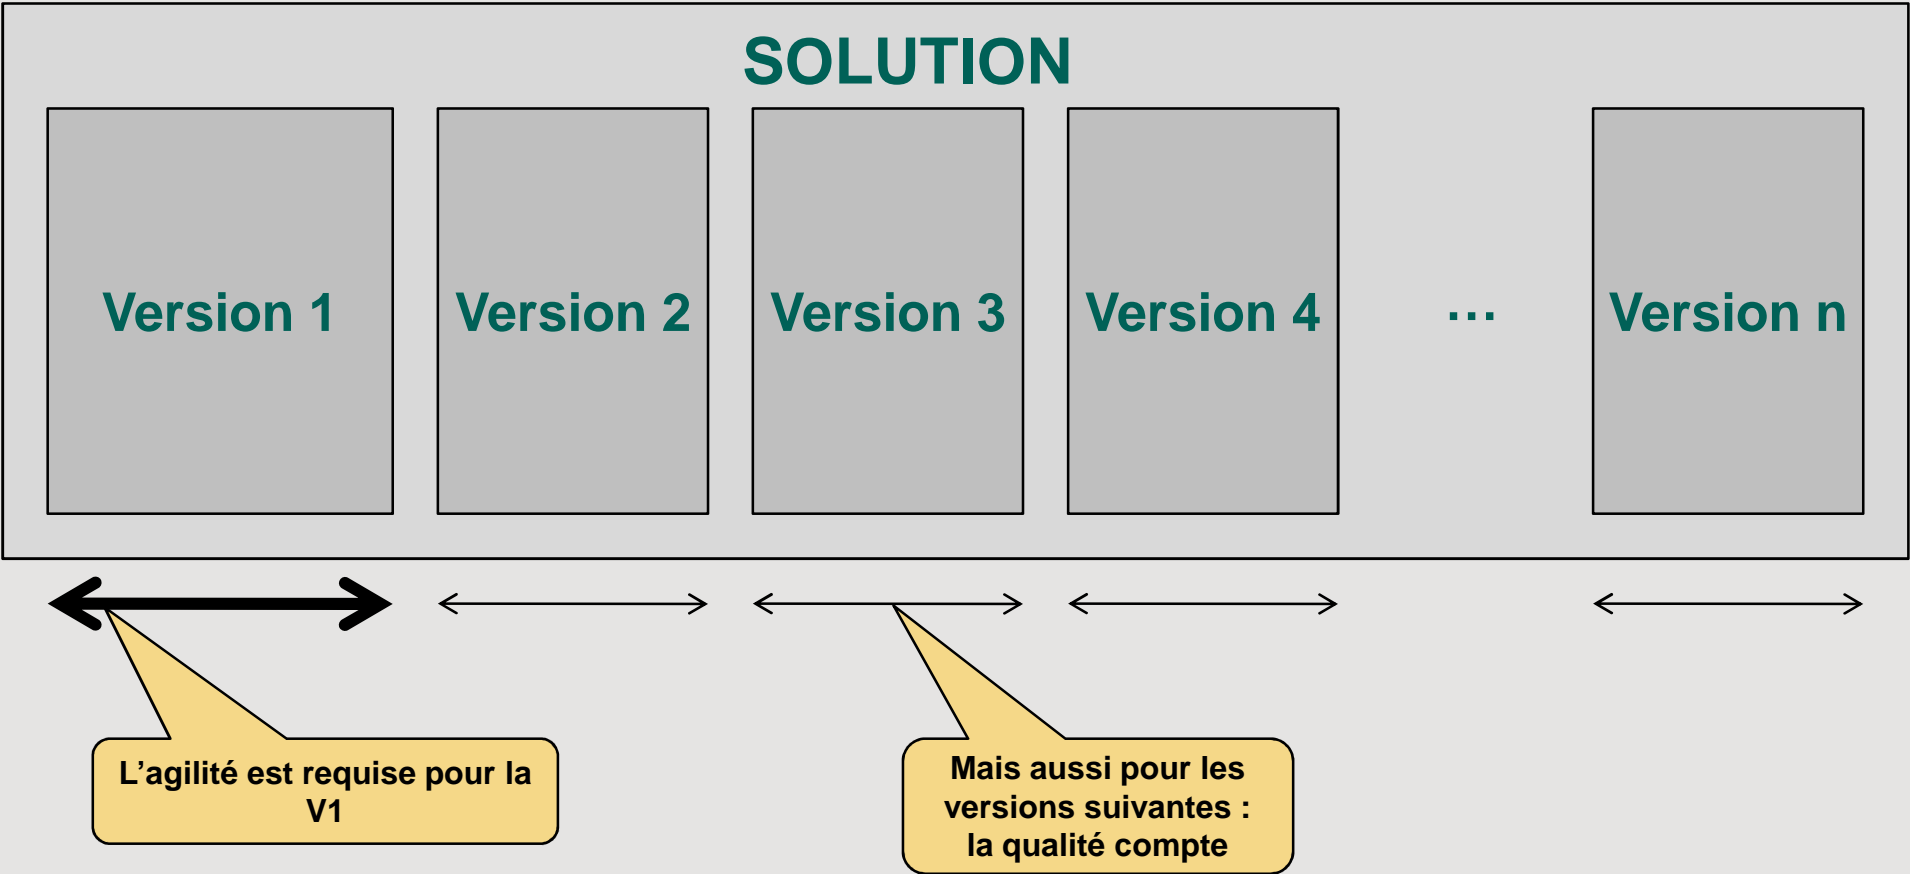 SOLUTION
Version 1
Version 2
Version 3
Version 4
...
Version n
L’agilité est requise pour la
V1
Mais aussi pour les
versions suivantes :
la qualité compte